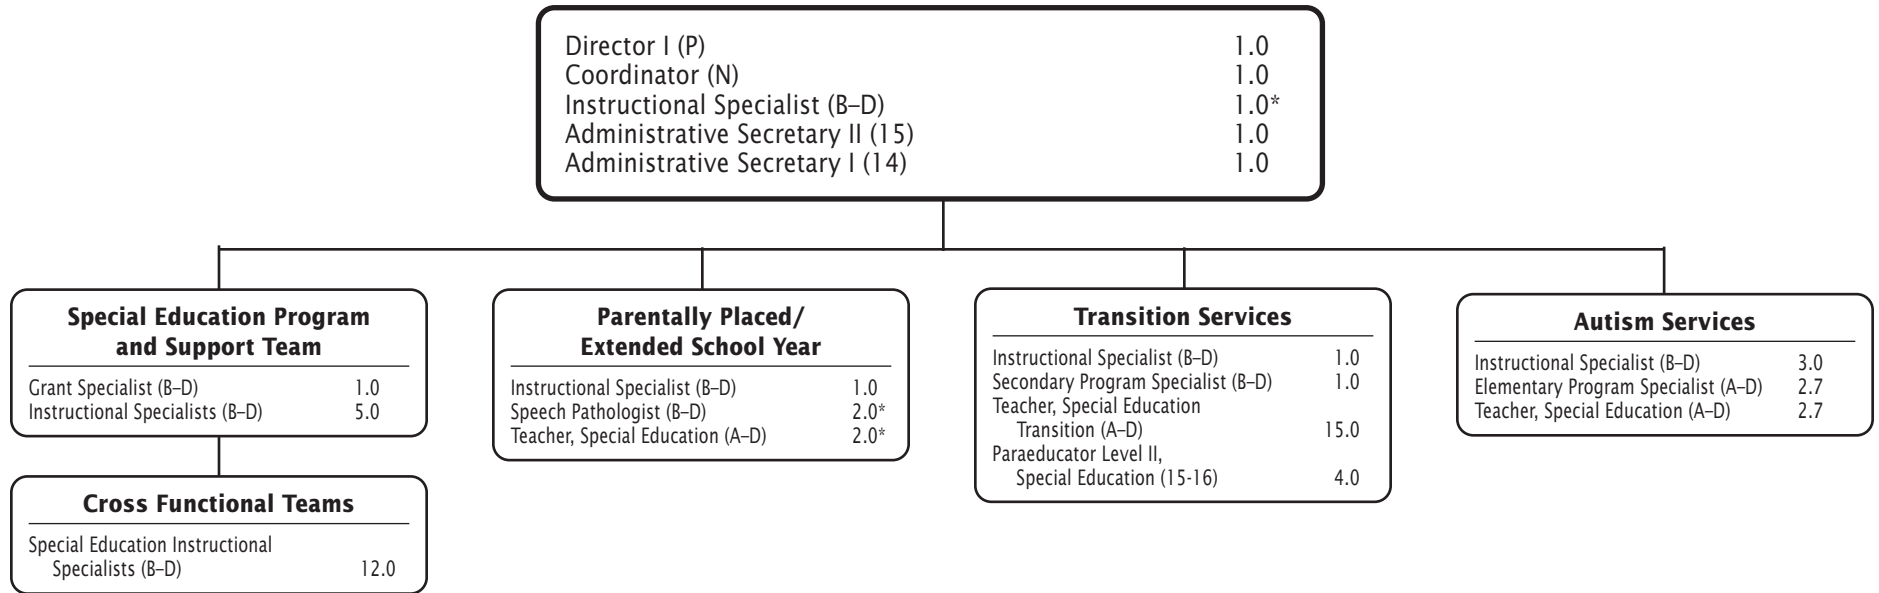 Director I (P) 1.0
Coordinator (N) 1.0
Instructional Specialist (B–D) 1.0*
Administrative Secretary II (15) 1.0
Administrative Secretary I (14) 1.0
Special Education Program
and Support Team
Grant Specialist (B–D) 1.0
Instructional Specialists (B–D) 5.0
Cross Functional Teams
Special Education Instructional
Specialists (B–D) 12.0
Parentally Placed/
Extended School Year
Instructional Specialist (B–D) 1.0
Speech Pathologist (B–D) 2.0*
Teacher, Special Education (A–D) 2.0*
Transition Services
Instructional Specialist (B–D) 1.0
Secondary Program Specialist (B–D) 1.0
Teacher, Special Education
Transition (A–D) 15.0
Paraeducator Level II,
Special Education (15-16) 4.0
Autism Services
Instructional Specialist (B–D) 3.0
Elementary Program Specialist (A–D) 2.7
Teacher, Special Education (A–D) 2.7